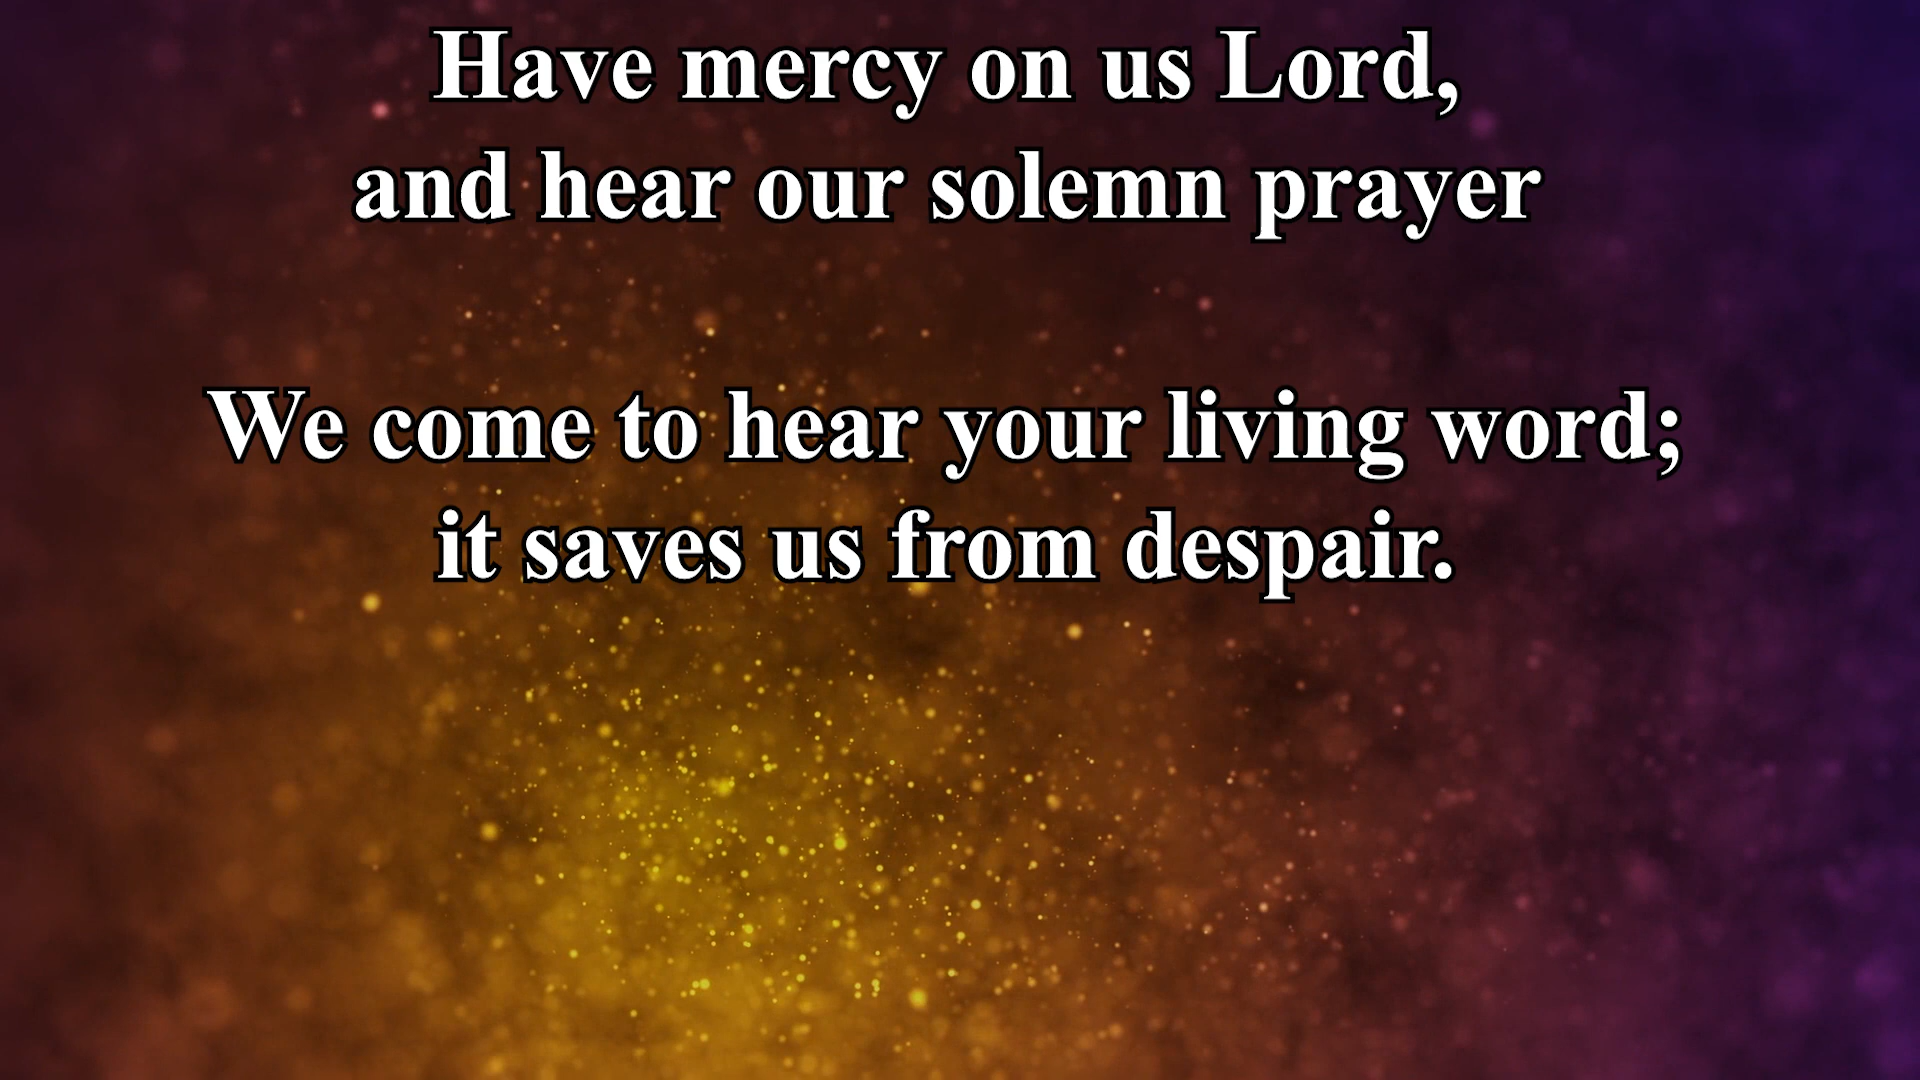 Have mercy on us Lord,
and hear our solemn prayer
We come to hear your living word;
it saves us from despair.